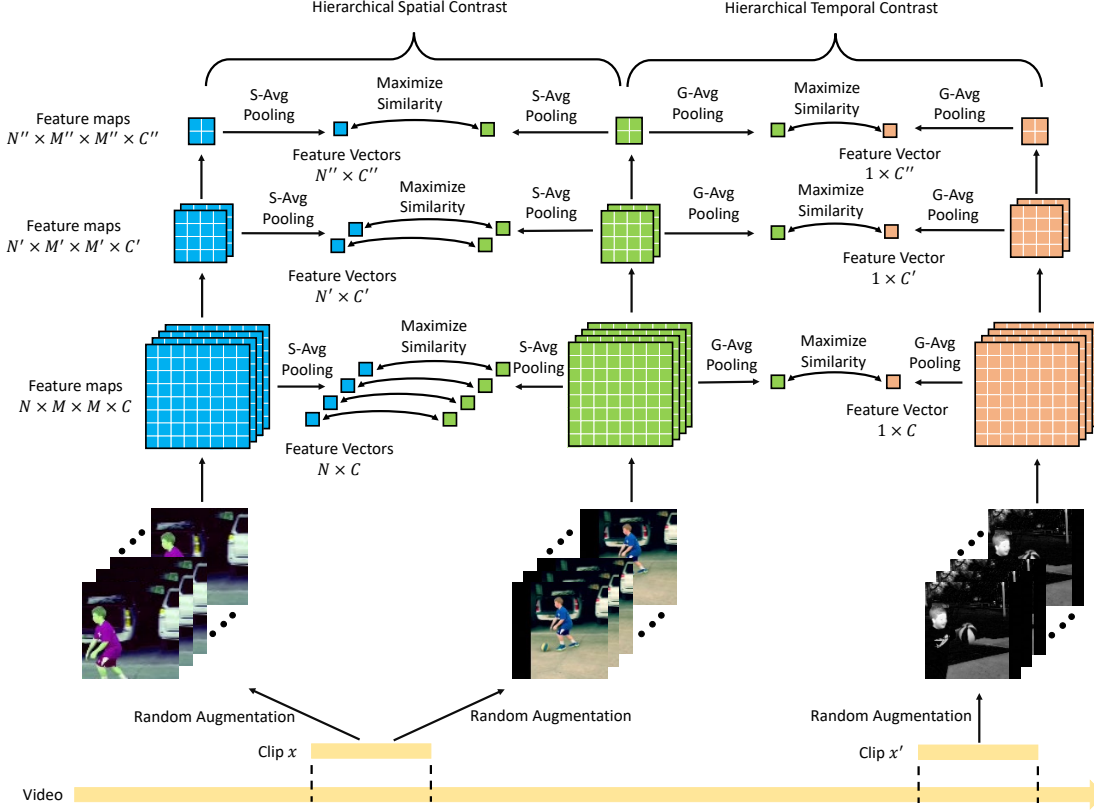 Hierarchical Spatial Contrast
Hierarchical Temporal Contrast
Feature maps
N′′ × M′′ × M′′ × C′′
S-Avg
Pooling
Maximize
Similarity
S-Avg
Pooling
G-Avg
Pooling
Maximize
Similarity
G-Avg
Pooling
Feature Vectors
N′′ × C′′
Feature Vector
1 × C′′
Feature maps
N′ × M′ × M′ × C′
S-Avg
Pooling
Maximize
Similarity
S-Avg
Pooling
G-Avg
Pooling
Maximize
Similarity
G-Avg
Pooling
Feature Vectors
N′ × C′
Feature Vector
1 × C′
Feature maps
N × M × M × C
S-Avg
Pooling
Maximize
Similarity
S-Avg
Pooling
G-Avg
Pooling
Maximize
Similarity
G-Avg
Pooling
Feature Vectors
N × C
Feature Vector
1 × C
Random Augmentation
Random Augmentation
Random Augmentation
Clip x
Clip x′
Video